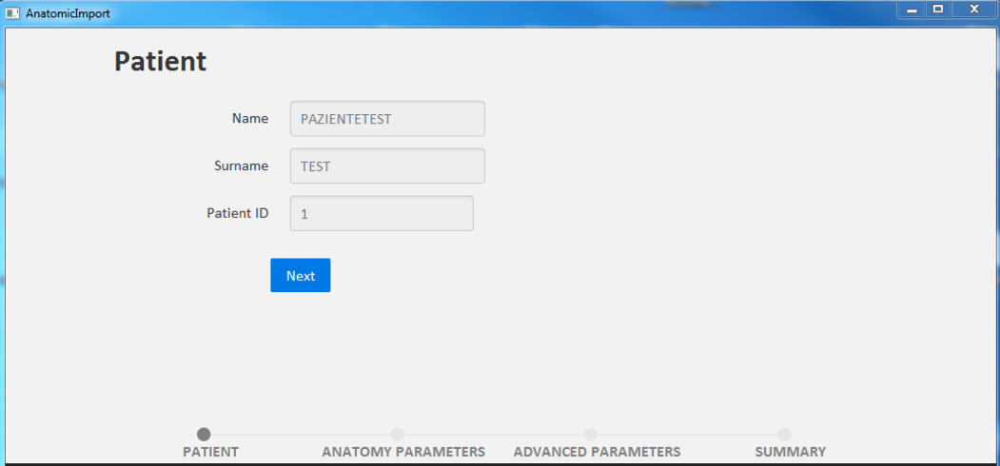 AnatomicImport
Patient
Name PAZIENTETEST
Surname TEST
Patient ID 1
Next
PATIENT ANATOMY PARAMETERS ADVANCED PARAMETERS SUMMARY